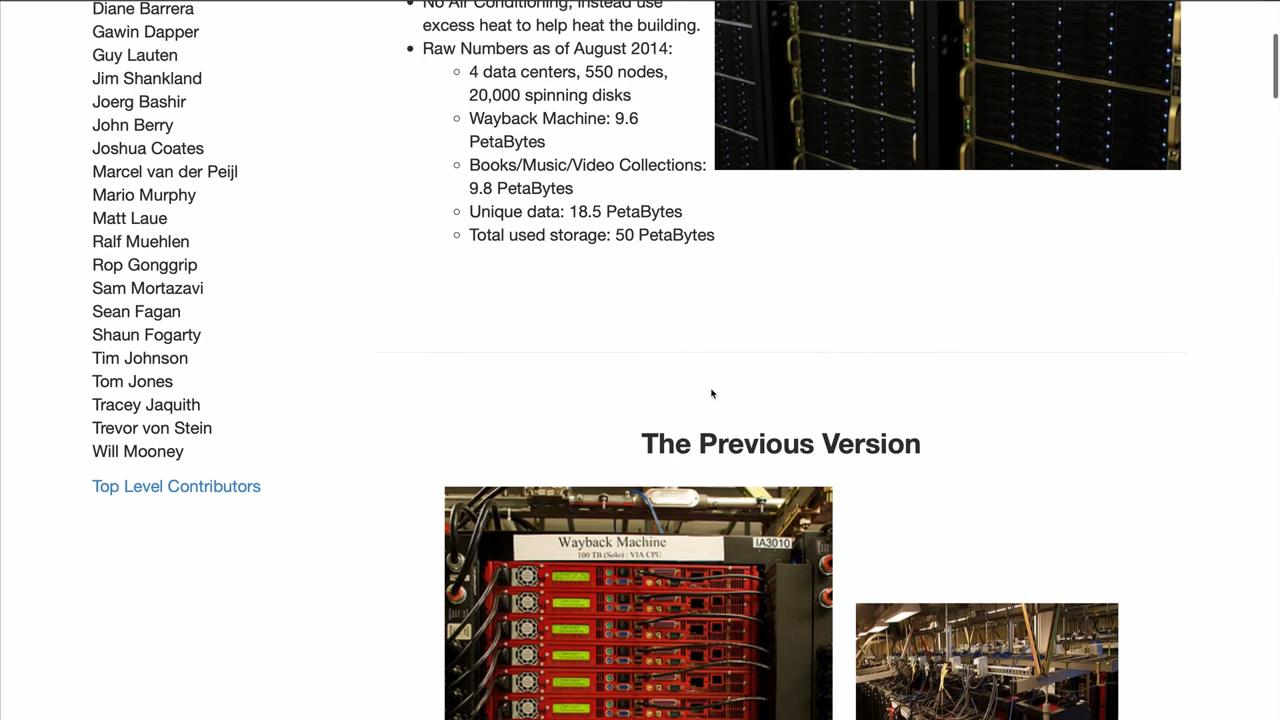 Diane Barrera
Gawin Dapper
Guy Lauten
Jim Shankland
Joerg Bashir
John Berry
Joshua Coates
Marcel van der Peijl
Mario Murphy
Matt Laue
Ralf Muehlen
Rop Gonggrip
Sam Mortazavi
Sean Fagan
Shaun Fogarty
Tim Johnson
Tom Jones
Tracey Jaquith
Trevor von Stein
Will Mooney
Top Level Contributors
No Air Conditioning, instead use
excess heat to help heat the building.
Raw Numbers as of August 2014:
4 data centers, 550 nodes,
20,000 spinning disks
Wayback Machine: 9.6
PetaBytes
Books/Music/Video Collections:
9.8 PetaBytes
Unique data: 18.5 PetaBytes
Total used storage: 50 PetaBytes
The Previous Version
Wayback Machine
100 TB (Solo) : VIA CPU
IA3010